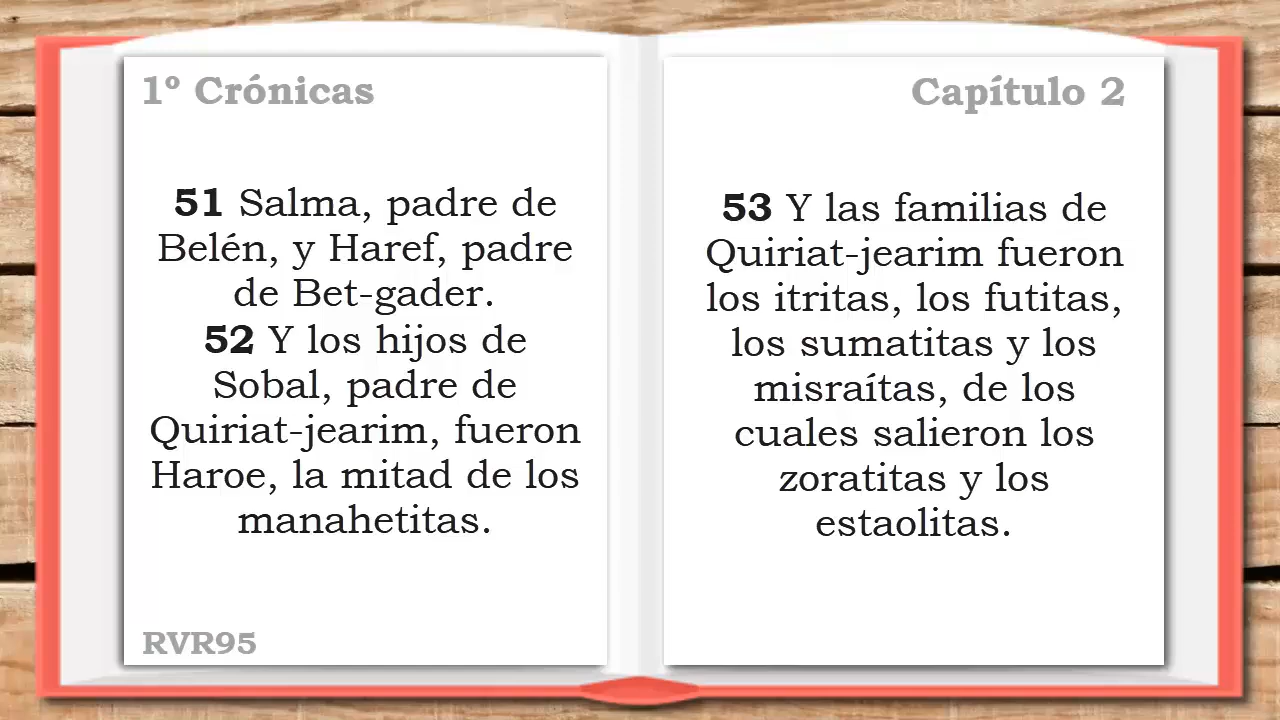 1º Crónicas
51 Salma, padre de
Belén, y Haref, padre
de Bet-gader.
52 Y los hijos de
Sobal, padre de
Quiriat-jearim, fueron
Haroe, la mitad de los
manahetitas.
RVR95
Capítulo 2
53 Y las familias de
Quiriat-jearim fueron
los itritas, los futitas,
los sumatitas y los
misraítas, de los
cuales salieron los
zoratitas y los
estaolitas.